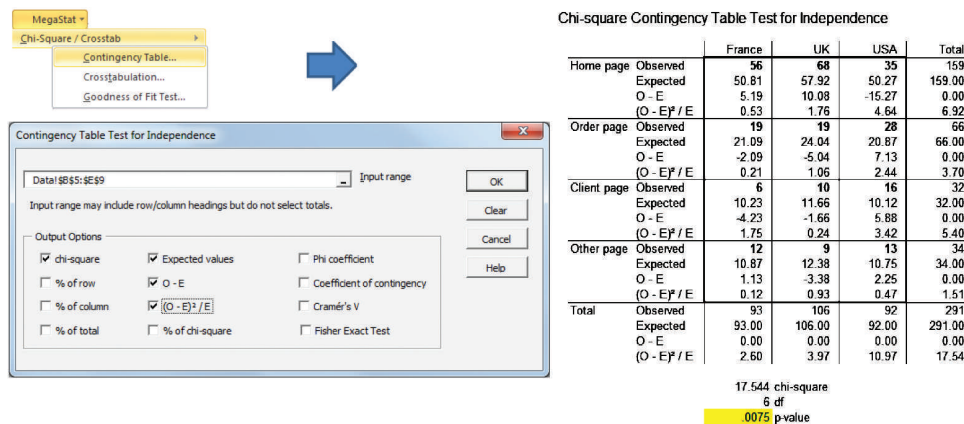 MegaStat
Chi-Square / Crosstab
Contingency Table...
Crosstabulation...
Goodness of Fit Test...
Contingency Table Test for Independence
x
Data!$B$5:$E$9
_
Input range
OK
Input range may include row/column headings but do not select totals.
Clear
Output Options
Cancel
chi-square
Expected values
Phi coefficient
Help
% of row
O - E
Coefficient of contingency
% of column
(O - E)² / E
Cramér's V
% of total
% of chi-square
Fisher Exact Test
Chi-square Contingency Table Test for Independence
France UK USA Total
Home page Observed 56 68 35 159
Expected 50.81 57.92 50.27 159.00
O - E 5.19 10.08 -15.27 0.00
(O - E)² / E 0.53 1.76 4.64 6.92
Order page Observed 19 19 28 66
Expected 21.09 24.04 20.87 66.00
O - E -2.09 -5.04 7.13 0.00
(O - E)² / E 0.21 1.06 2.44 3.70
Client page Observed 6 10 16 32
Expected 10.23 11.66 10.12 32.00
O - E -4.23 -1.66 5.88 0.00
(O - E)² / E 1.75 0.24 3.42 5.40
Other page Observed 12 9 13 34
Expected 10.87 12.38 10.75 34.00
O - E 1.13 -3.38 2.25 0.00
(O - E)² / E 0.12 0.93 0.47 1.51
Total Observed 93 106 92 291
Expected 93.00 106.00 92.00 291.00
O - E 0.00 0.00 0.00 0.00
(O - E)² / E 2.60 3.97 10.97 17.54
17.544 chi-square
6 df
.0075 p-value